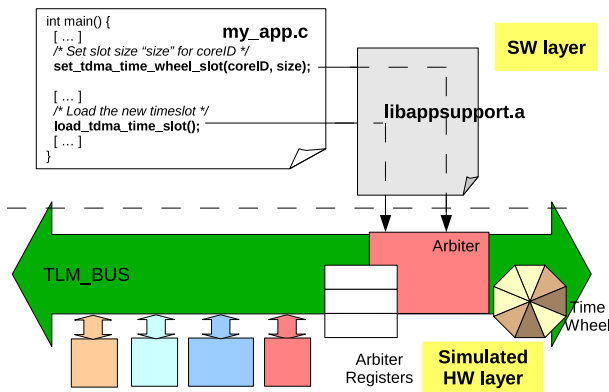 my_app.c
int main() {
[ ... ]
/* Set slot size “size” for coreID */
set_tdma_time_wheel_slot(coreID, size);
[ ... ]
/* Load the new timeslot */
load_tdma_time_slot();
[ ... ]
}
SW layer
libappsupport.a
Arbiter
TLM_BUS
Time
Wheel
Arbiter
Registers
Simulated
HW layer